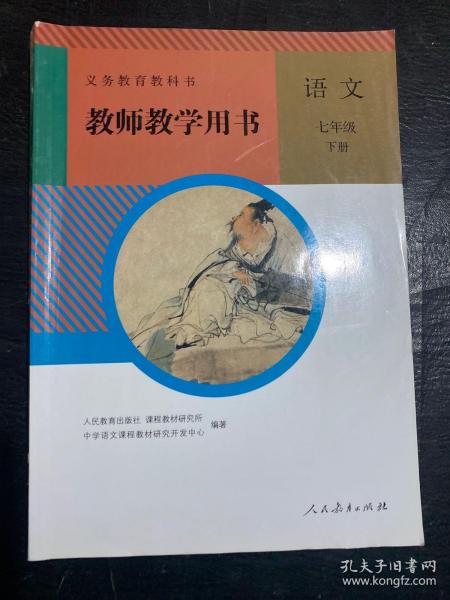 义务教育教科书
教师教学用书
语文
七年级
下册
人民教育出版社 课程教材研究所
中学语文课程教材研究开发中心
编著
人民教育出版社
孔夫子旧书网
www.kongfz.com